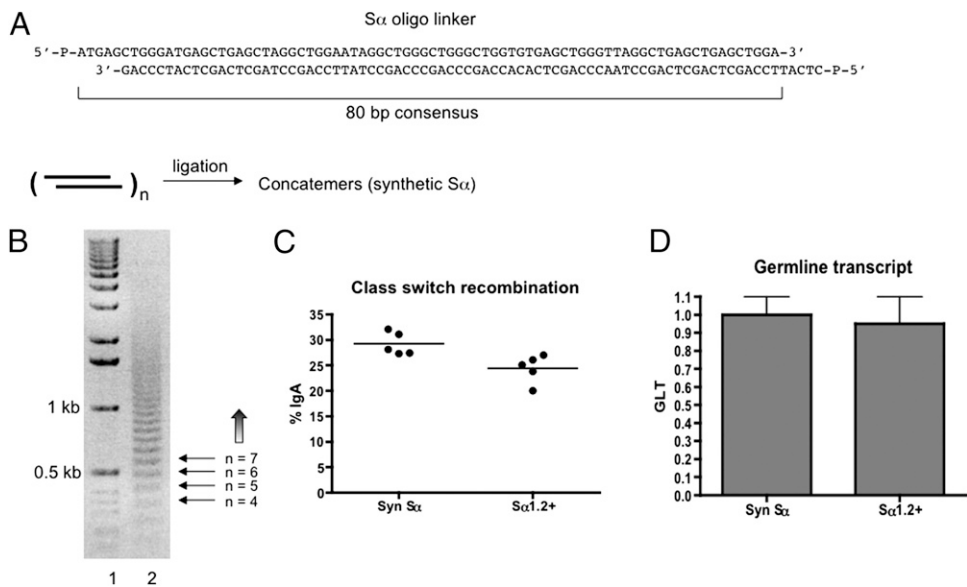 A
Sα oligo linker
5’-P-ATGAGCTGGGATGAGCTGAGCTAGGCTGGAATAGGCTGGGCTGGGCTGGTGTGAGCTGGGTTAGGCTGAGCTGAGCTGGA-3’
3’-GACCCTACTCGACTCGATCCGACCTTATCCGACCCGACCCGACCACACTCGACCCAATCCGACTCGACTCGACCTTACTC-P-5’
80 bp consensus
( )n
ligation
Concatemers (synthetic Sα)
B
1 kb
0.5 kb
n = 7
n = 6
n = 5
n = 4
1 2
C
Class switch recombination
% IgA
35
30
25
20
15
10
5
0
Syn Sα
Sα1.2+
D
Germline transcript
GLT
1.1
1.0
0.9
0.8
0.7
0.6
0.5
0.4
0.3
0.2
0.1
0.0
Syn Sα
Sα1.2+